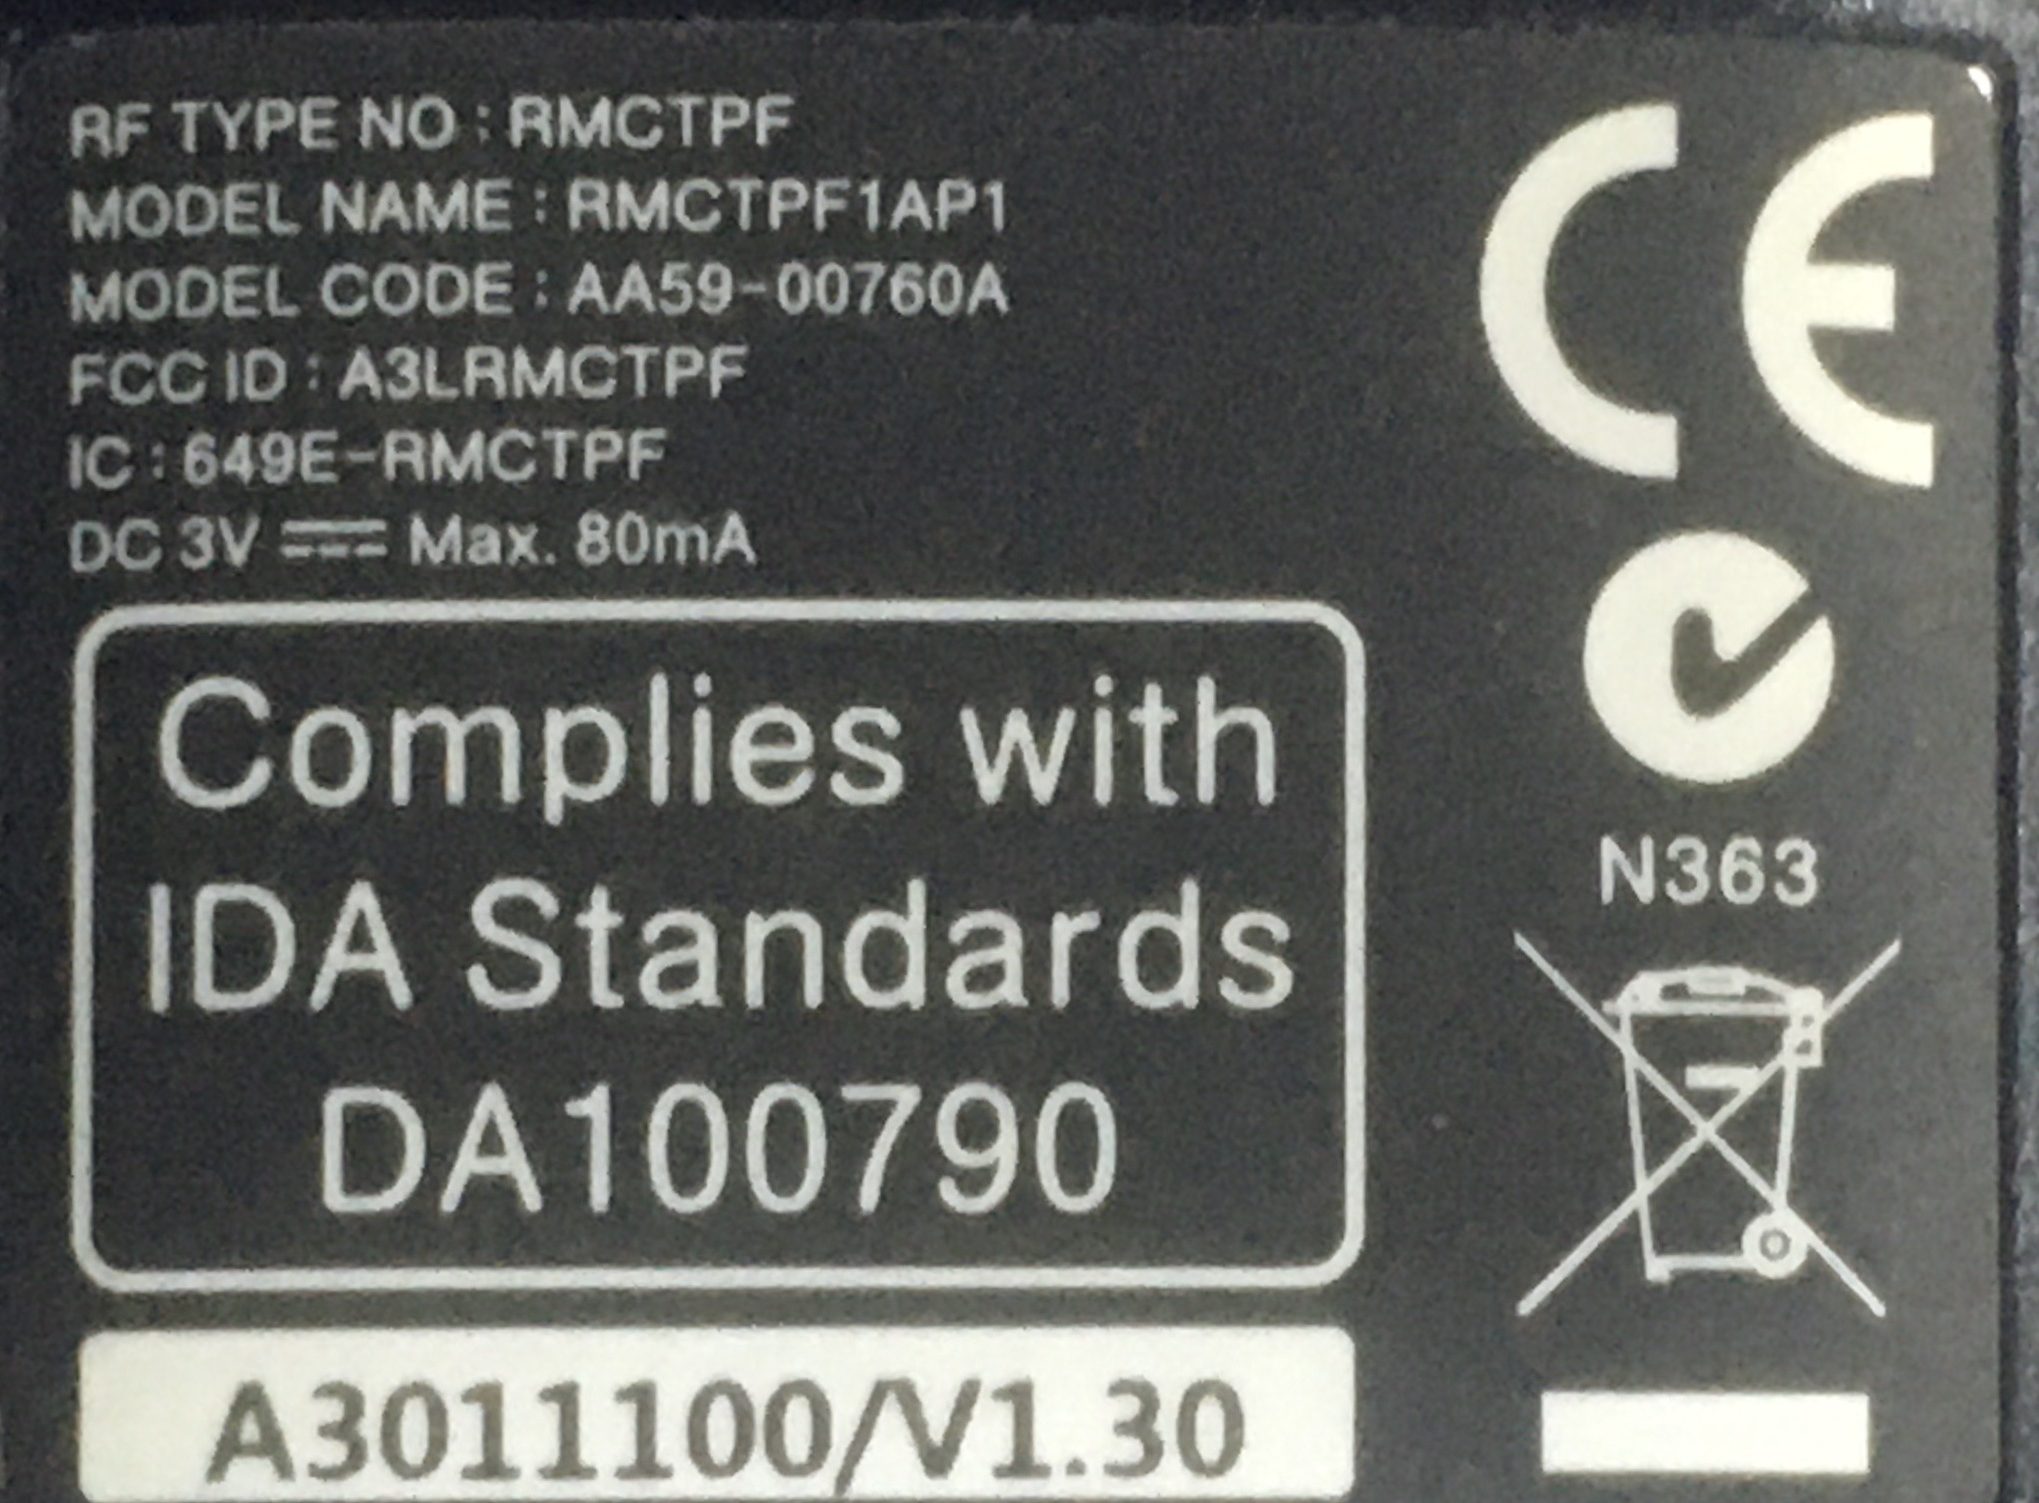 RF TYPE NO : RMCTPF
MODEL NAME : RMCTPF1AP1
MODEL CODE : AA59-00760A
FCC ID : A3LRMCTPF
IC : 649E-RMCTPF
DC 3V ⎓ Max. 80mA
Complies with
IDA Standards
DA100790
A3011100/V1.30
CE
N363